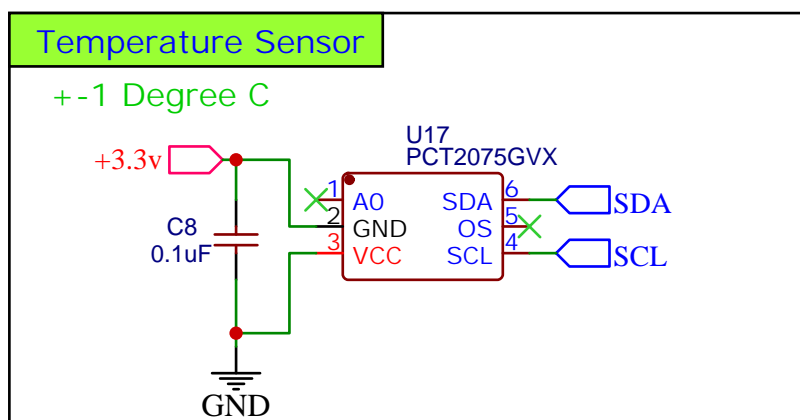 Temperature Sensor
+-1 Degree C
U17
PCT2075GVX
+3.3v
1
A0
SDA
6
SDA
2
GND
OS
5
C8
0.1uF
3
VCC
SCL
4
SCL
GND